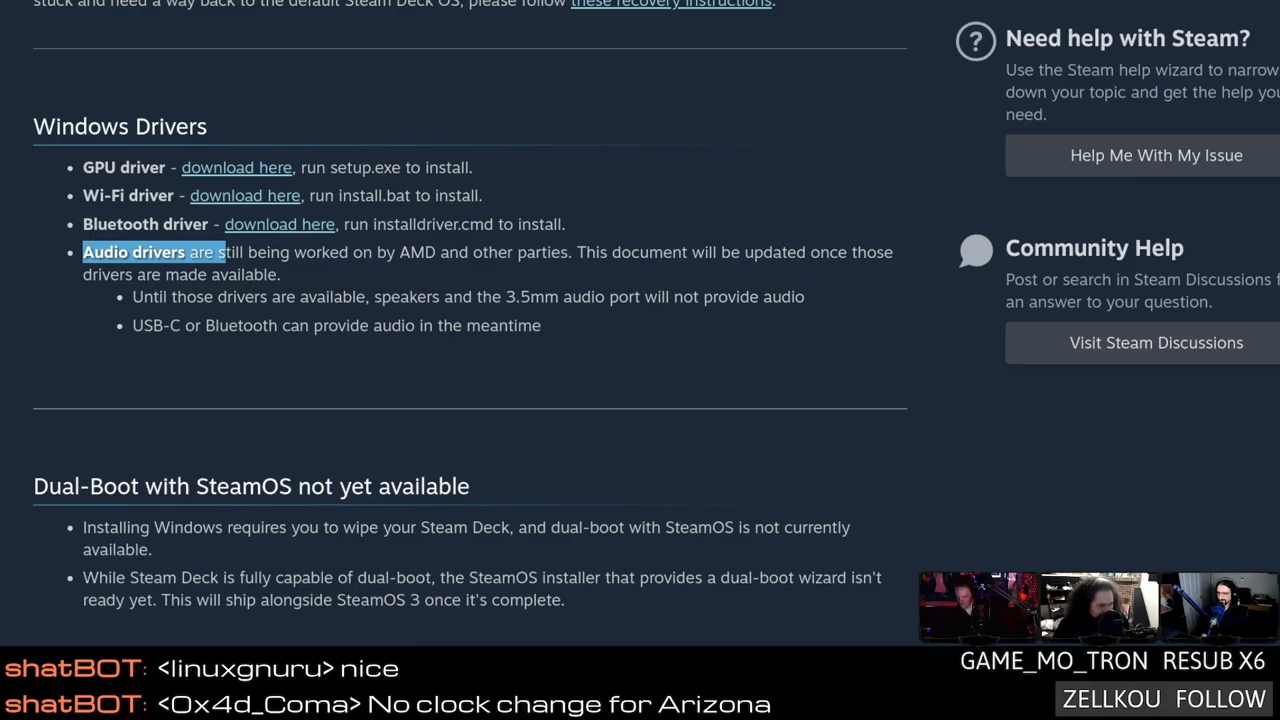 stuck and need a way back to the default Steam Deck OS, please follow these recovery instructions.
Windows Drivers
• GPU driver - download here, run setup.exe to install.
• Wi-Fi driver - download here, run install.bat to install.
• Bluetooth driver - download here, run installdriver.cmd to install.
• Audio drivers are still being worked on by AMD and other parties. This document will be updated once those
drivers are made available.
• Until those drivers are available, speakers and the 3.5mm audio port will not provide audio
• USB-C or Bluetooth can provide audio in the meantime
Dual-Boot with SteamOS not yet available
• Installing Windows requires you to wipe your Steam Deck, and dual-boot with SteamOS is not currently
available.
• While Steam Deck is fully capable of dual-boot, the SteamOS installer that provides a dual-boot wizard isn't
ready yet. This will ship alongside SteamOS 3 once it's complete.
? Need help with Steam?
Use the Steam help wizard to narrow
down your topic and get the help you
need.
Help Me With My Issue
Community Help
Post or search in Steam Discussions f
an answer to your question.
Visit Steam Discussions
shatBOT: <linuxgnuru> nice
shatBOT: <0x4d_Coma> No clock change for Arizona
GAME_MO_TRON RESUB X6
ZELLKOU FOLLOW